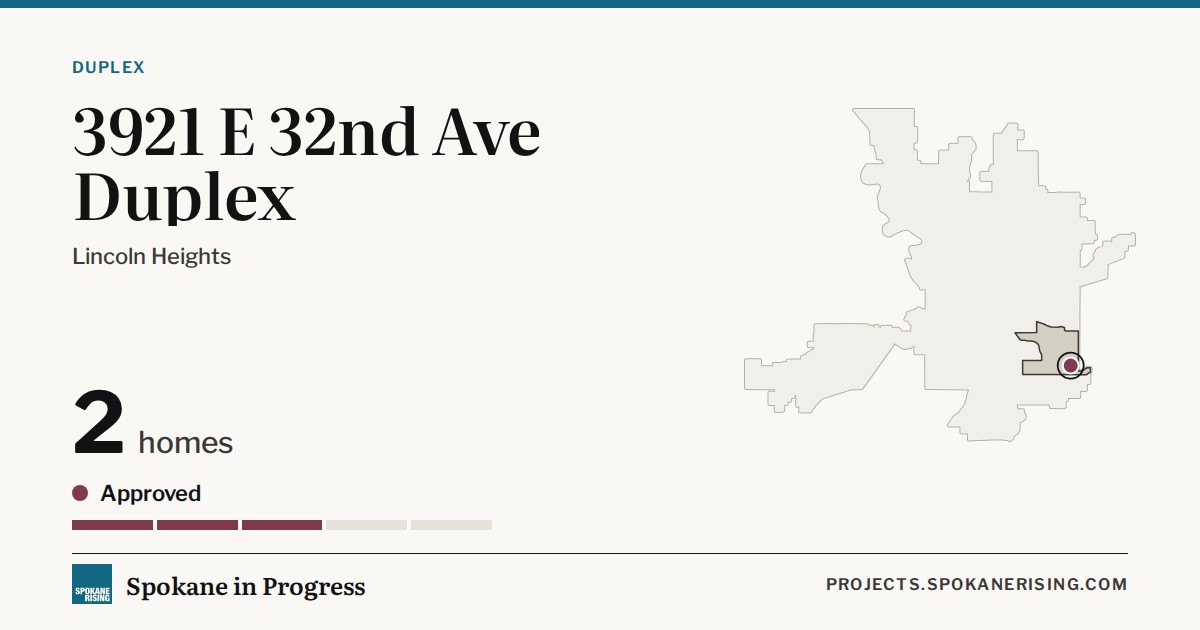 DUPLEX
3921 E 32nd Ave
Duplex
Lincoln Heights
2 homes
Approved
SPOKANE
RISING
Spokane in Progress
PROJECTS.SPOKANERISING.COM